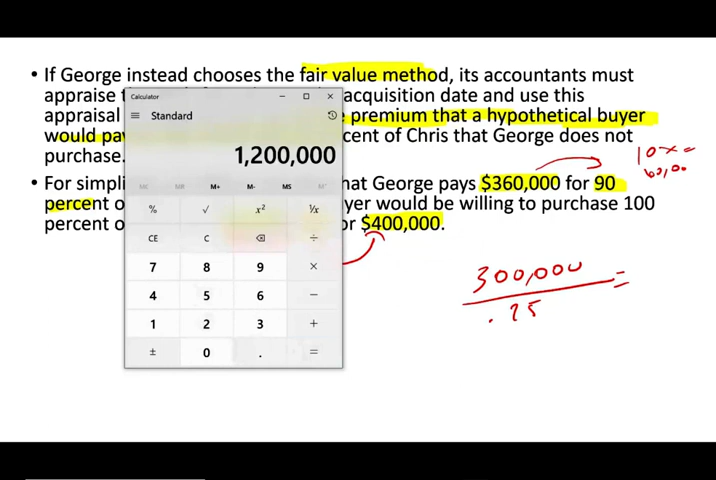 • If George instead chooses the fair value method, its accountants must
appraise acquisition date and use this
appraisal premium that a hypothetical buyer
would pa cent of Chris that George does not
purchase.
• For simpli hat George pays $360,000 for 90
percent o yer would be willing to purchase 100
percent o or $400,000.
Calculator
Standard
1,200,000
MC MR M+ M- MS M˅
% √ x² ¹/x
CE C ⌫ ÷
7 8 9 ×
4 5 6 −
1 2 3 +
± 0 . =
10% =
300,000 =
.25